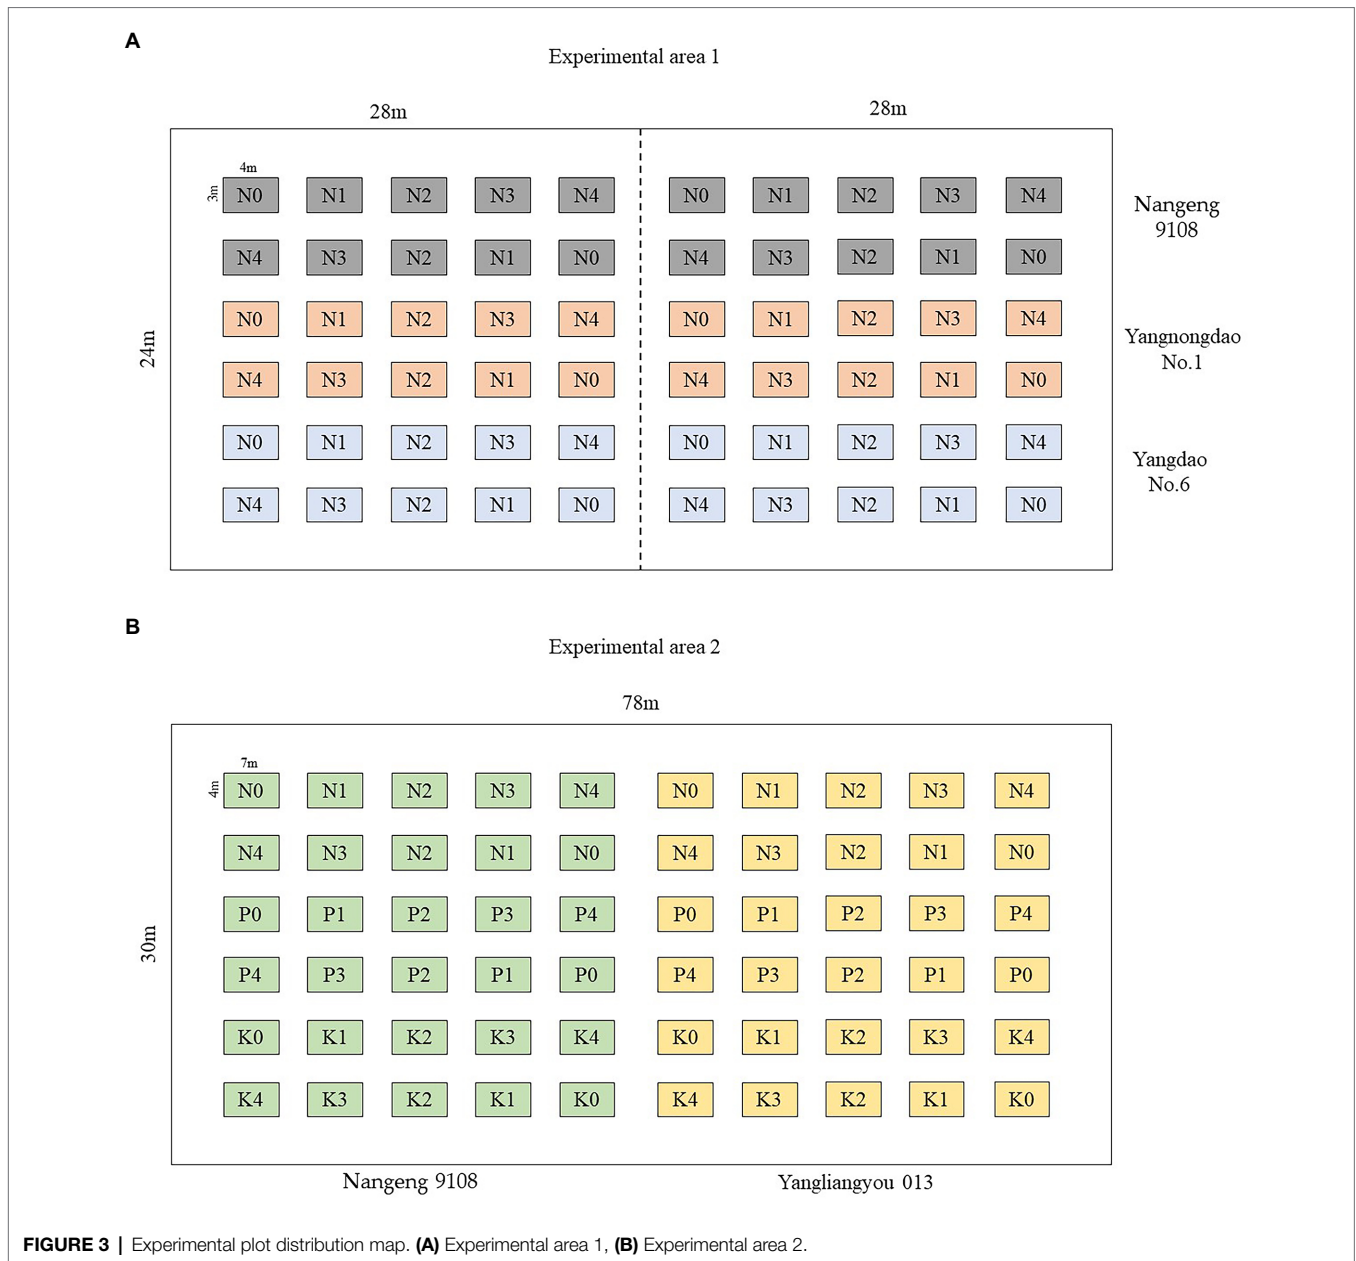 A
Experimental area 1
28m 28m
4m
3m
N0 N1 N2 N3 N4 N0 N1 N2 N3 N4
Nangeng
9108
N4 N3 N2 N1 N0 N4 N3 N2 N1 N0
24m
N0 N1 N2 N3 N4 N0 N1 N2 N3 N4
Yangnongdao
No.1
N4 N3 N2 N1 N0 N4 N3 N2 N1 N0
N0 N1 N2 N3 N4 N0 N1 N2 N3 N4
Yangdao
No.6
N4 N3 N2 N1 N0 N4 N3 N2 N1 N0
B
Experimental area 2
78m
7m
4m
N0 N1 N2 N3 N4 N0 N1 N2 N3 N4
N4 N3 N2 N1 N0 N4 N3 N2 N1 N0
30m
P0 P1 P2 P3 P4 P0 P1 P2 P3 P4
P4 P3 P2 P1 P0 P4 P3 P2 P1 P0
K0 K1 K2 K3 K4 K0 K1 K2 K3 K4
K4 K3 K2 K1 K0 K4 K3 K2 K1 K0
Nangeng 9108 Yangliangyou 013
FIGURE 3 | Experimental plot distribution map. (A) Experimental area 1, (B) Experimental area 2.